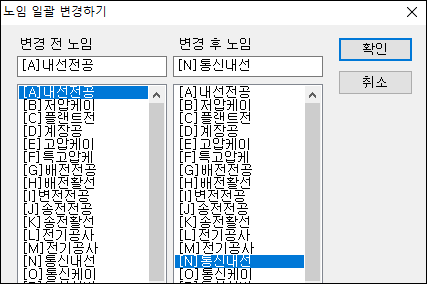 노임 일괄 변경하기
변경 전 노임
변경 후 노임
[A]내선전공
[N]통신내선
확인
취소
[A]내선전공
[B]저압케이
[C]플랜트전
[D]계장공
[E]고압케이
[F]특고압케
[G]배전전공
[H]배전활선
[I]변전전공
[J]송전전공
[K]송전활선
[L]전기공사
[M]전기공사
[N]통신내선
[O]통신케이
[A]내선전공
[B]저압케이
[C]플랜트전
[D]계장공
[E]고압케이
[F]특고압케
[G]배전전공
[H]배전활선
[I]변전전공
[J]송전전공
[K]송전활선
[L]전기공사
[M]전기공사
[N]통신내선
[O]통신케이